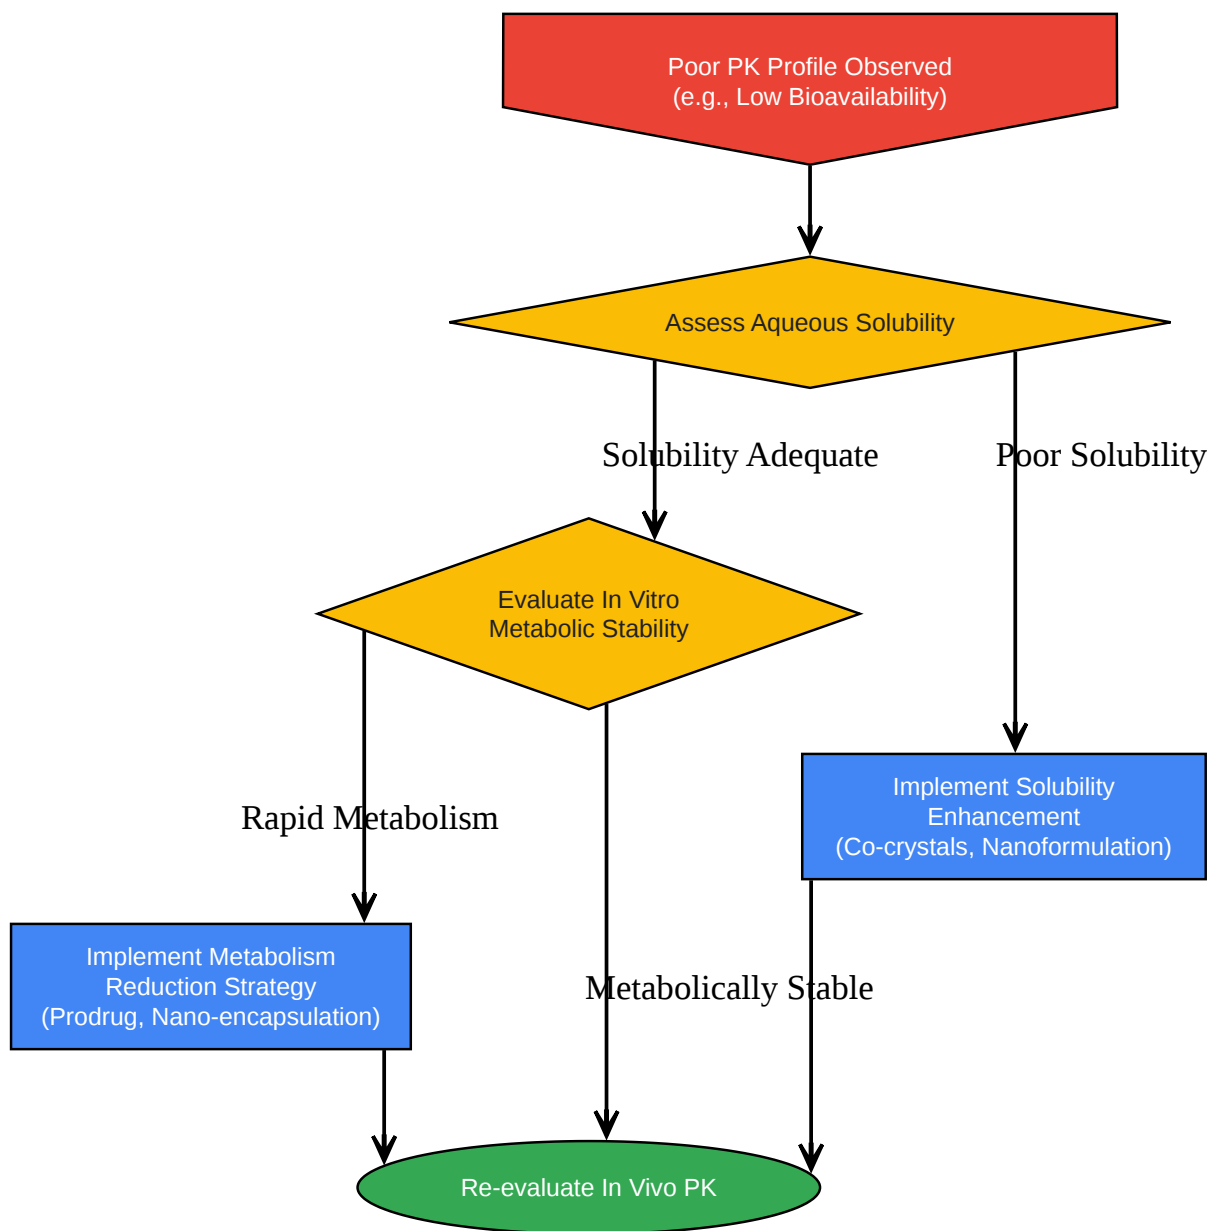 Poor PK Profile Observed
(e.g., Low Bioavailability)
Assess Aqueous Solubility
Solubility Adequate
Poor Solubility
Evaluate In Vitro
Metabolic Stability
Implement Solubility
Enhancement
(Co-crystals, Nanoformulation)
Rapid Metabolism
Implement Metabolism
Reduction Strategy
(Prodrug, Nano-encapsulation)
Metabolically Stable
Re-evaluate In Vivo PK